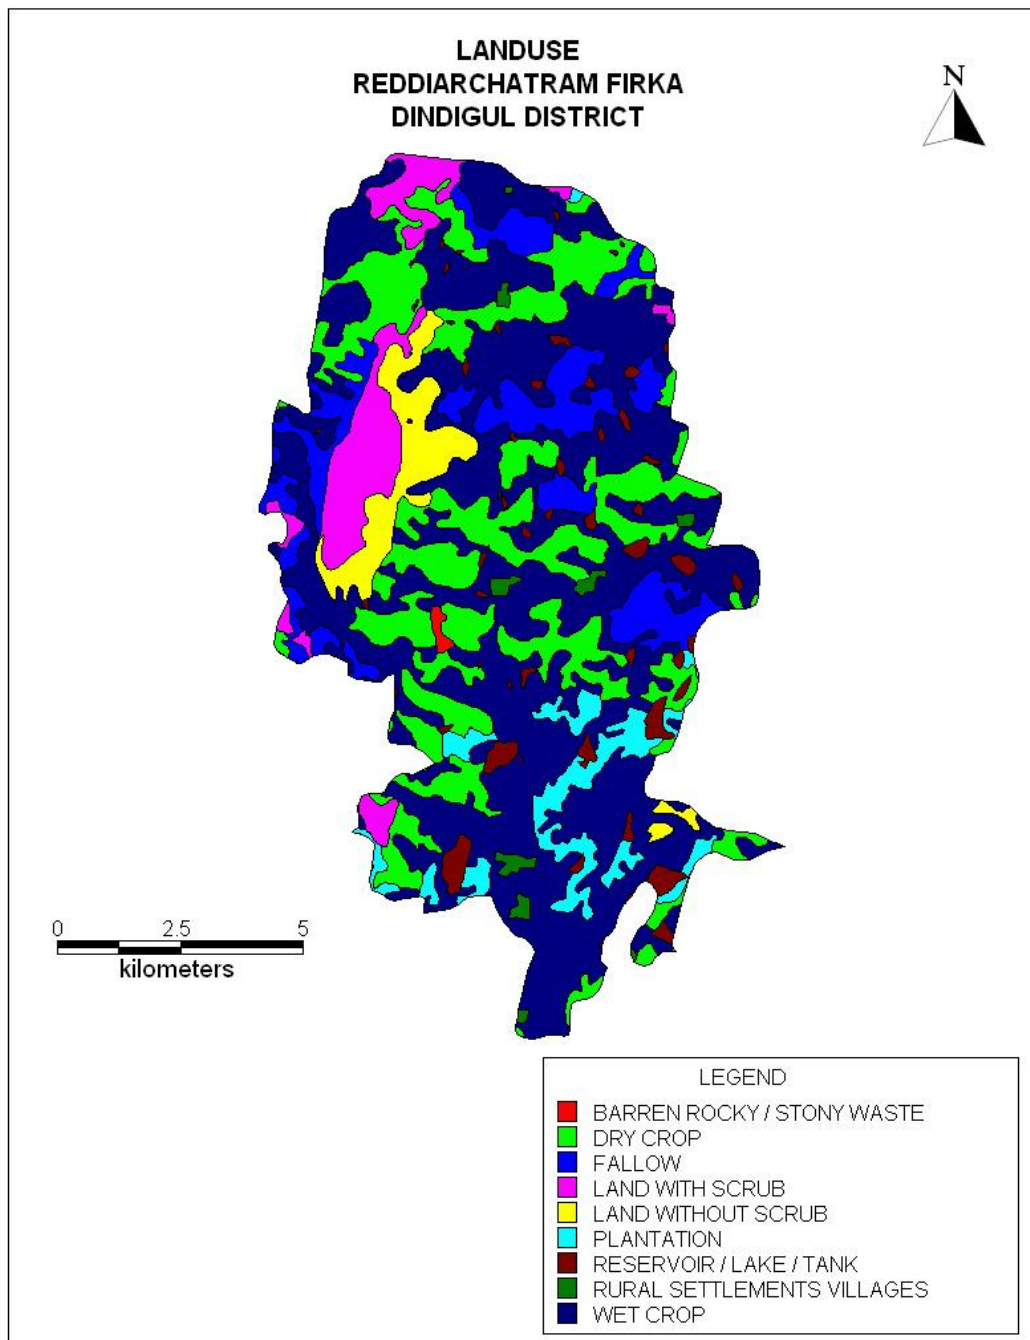 LANDUSE
REDDIARCHATRAM FIRKA
DINDIGUL DISTRICT
N
0 2.5 5
kilometers
LEGEND
BARREN ROCKY / STONY WASTE
DRY CROP
FALLOW
LAND WITH SCRUB
LAND WITHOUT SCRUB
PLANTATION
RESERVOIR / LAKE / TANK
RURAL SETTLEMENTS VILLAGES
WET CROP